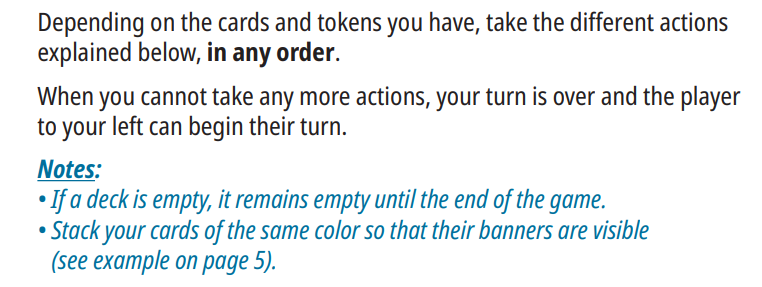 Depending on the cards and tokens you have, take the different actions
explained below, in any order.
When you cannot take any more actions, your turn is over and the player
to your left can begin their turn.
Notes:
• If a deck is empty, it remains empty until the end of the game.
• Stack your cards of the same color so that their banners are visible
(see example on page 5).